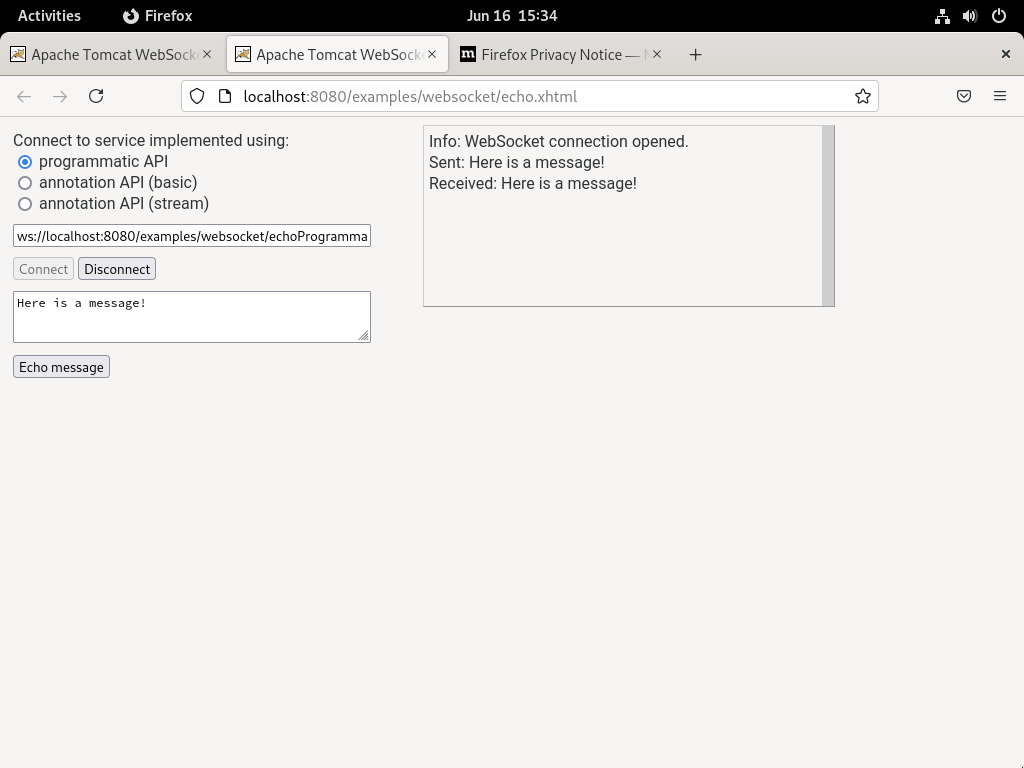 Activities Firefox Jun 16 15:34
Apache Tomcat WebSocke Apache Tomcat WebSocke Firefox Privacy Notice —
localhost:8080/examples/websocket/echo.xhtml
Connect to service implemented using:
programmatic API
annotation API (basic)
annotation API (stream)
ws://localhost:8080/examples/websocket/echoProgramma
Connect Disconnect
Here is a message!
Echo message
Info: WebSocket connection opened.
Sent: Here is a message!
Received: Here is a message!